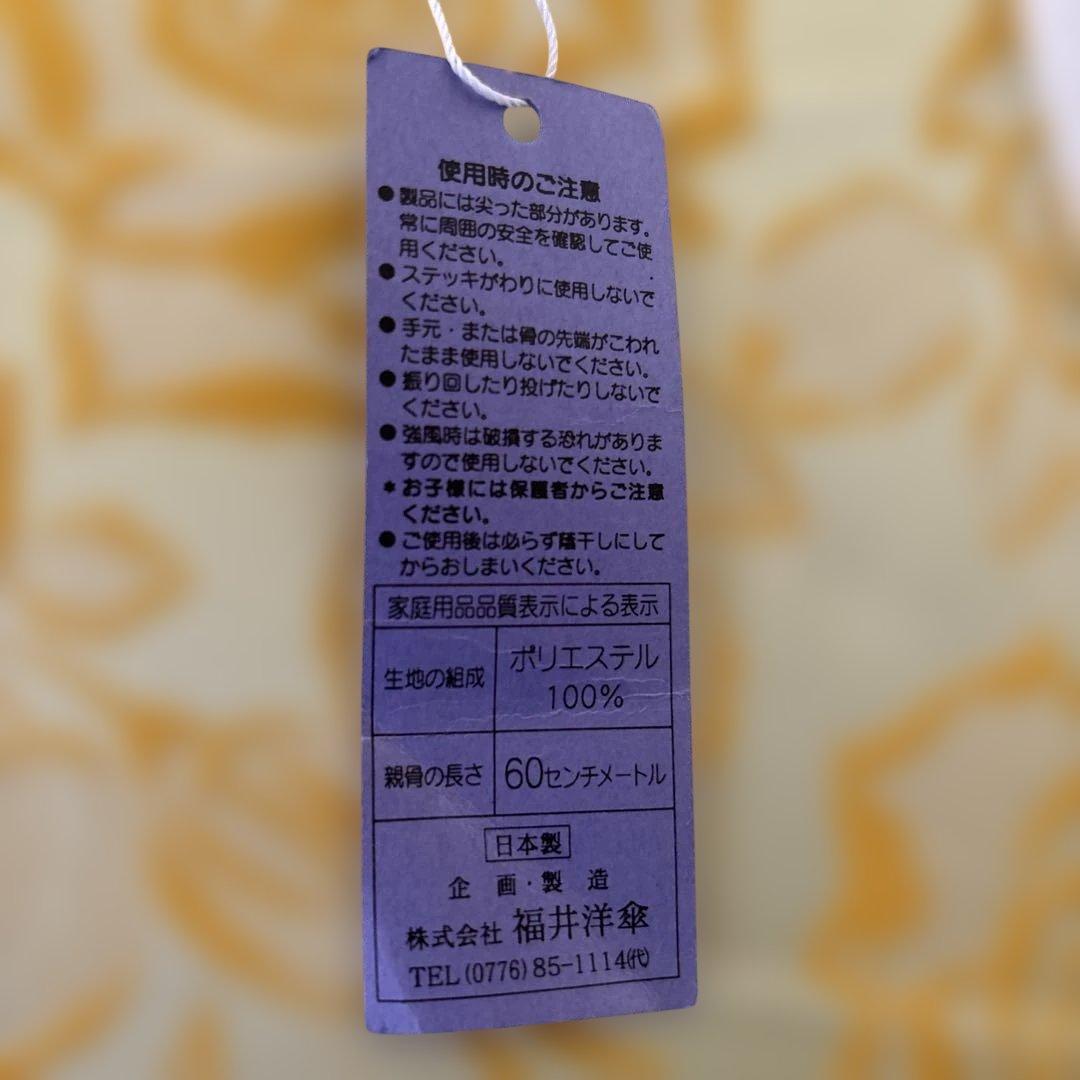 使用時のご注意
●製品には尖った部分があります。
常に周囲の安全を確認してご使
用ください。
●ステッキがわりに使用しないで
ください。
●手元・または骨の先端がこわれ
たまま使用しないでください。
●振り回したり投げたりしないで
ください。
●強風時は破損する恐れがありま
すので使用しないでください。
*お子様には保護者からご注意
ください。
●ご使用後は必らず蔭干しにして
からおしまいください。
家庭用品品質表示による表示
生地の組成 ポリエステル
100%
親骨の長さ 60センチメートル
日本製
企画・製造
株式会社 福井洋傘
TEL(0776)85-1114(代)